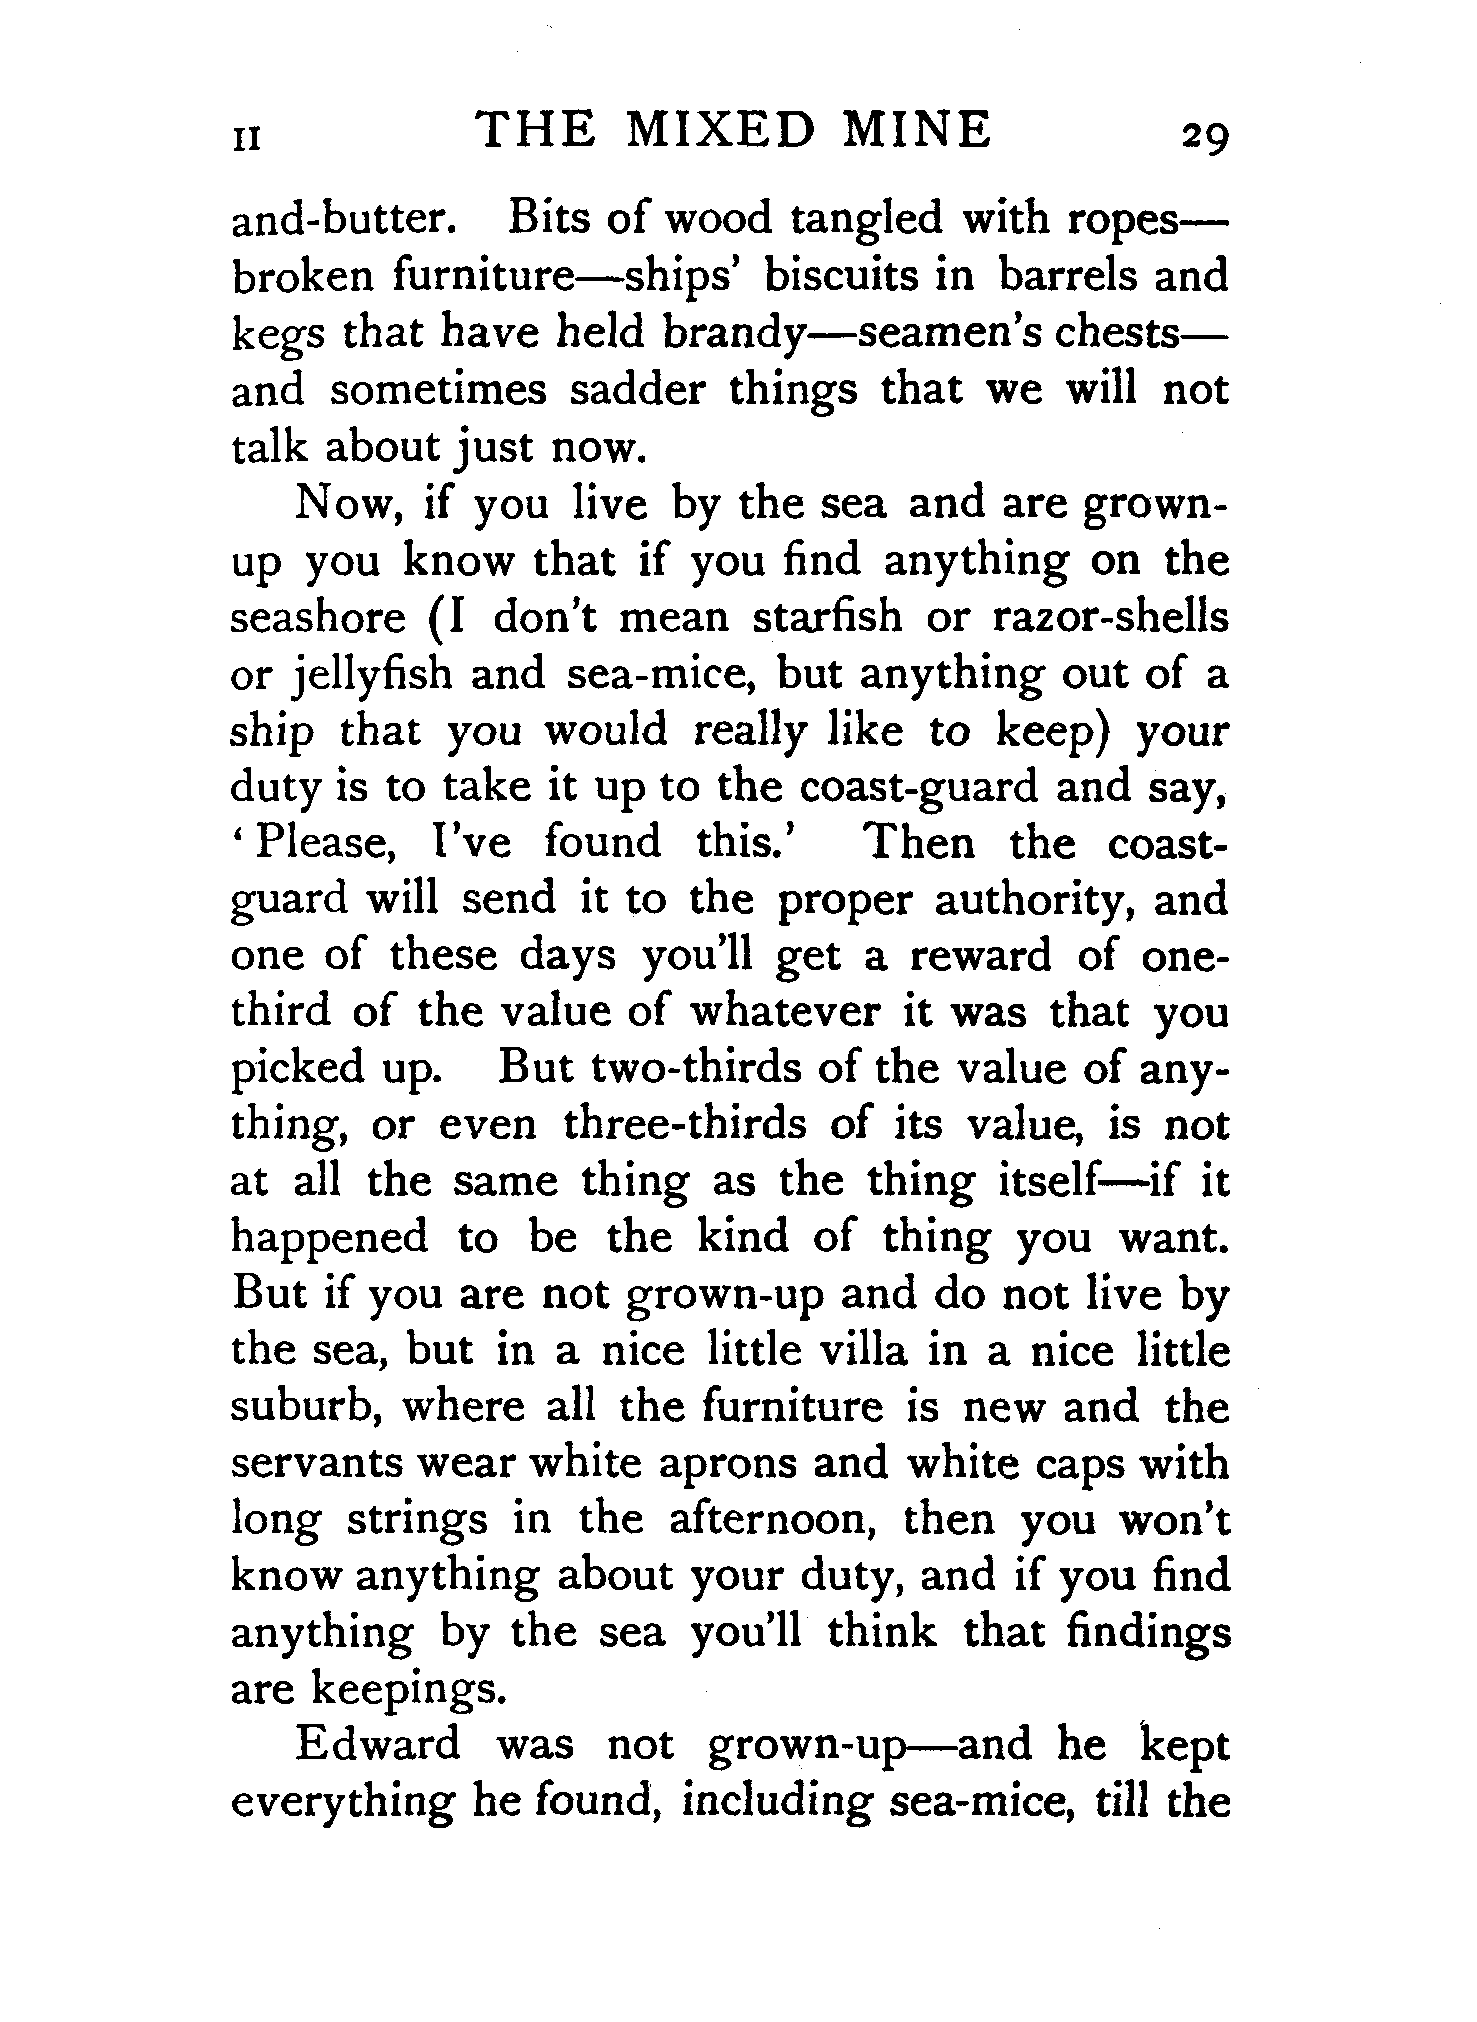 II THE MIXED MINE 29
and-butter. Bits of wood tangled with ropes—
broken furniture—ships' biscuits in barrels and
kegs that have held brandy—seamen's chests—
and sometimes sadder things that we will not
talk about just now.
Now, if you live by the sea and are grown-
up you know that if you find anything on the
seashore (I don't mean starfish or razor-shells
or jellyfish and sea-mice, but anything out of a
ship that you would really like to keep) your
duty is to take it up to the coast-guard and say,
‘Please, I've found this.’ Then the coast-
guard will send it to the proper authority, and
one of these days you'll get a reward of one-
third of the value of whatever it was that you
picked up. But two-thirds of the value of any-
thing, or even three-thirds of its value, is not
at all the same thing as the thing itself—if it
happened to be the kind of thing you want.
But if you are not grown-up and do not live by
the sea, but in a nice little villa in a nice little
suburb, where all the furniture is new and the
servants wear white aprons and white caps with
long strings in the afternoon, then you won't
know anything about your duty, and if you find
anything by the sea you'll think that findings
are keepings.
Edward was not grown-up—and he kept
everything he found, including sea-mice, till the